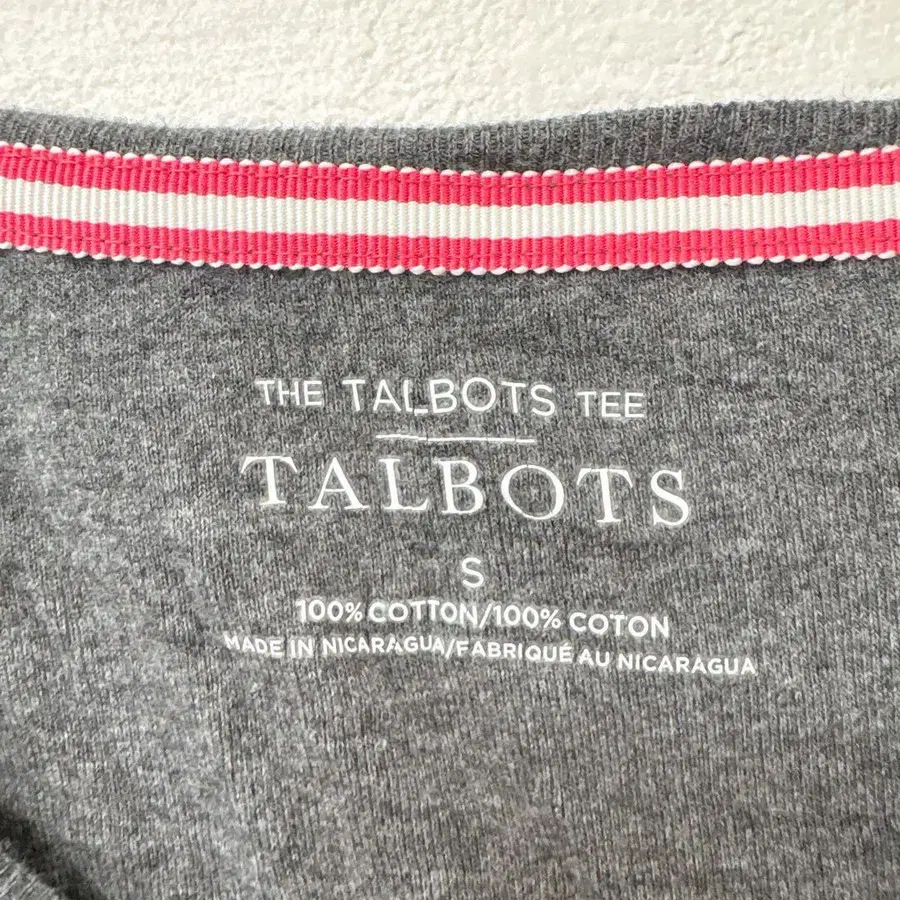 THE TALBOTS TEE
TALBOTS
S
100% COTTON/100% COTON
MADE IN NICARAGUA/FABRIQUÉ AU NICARAGUA